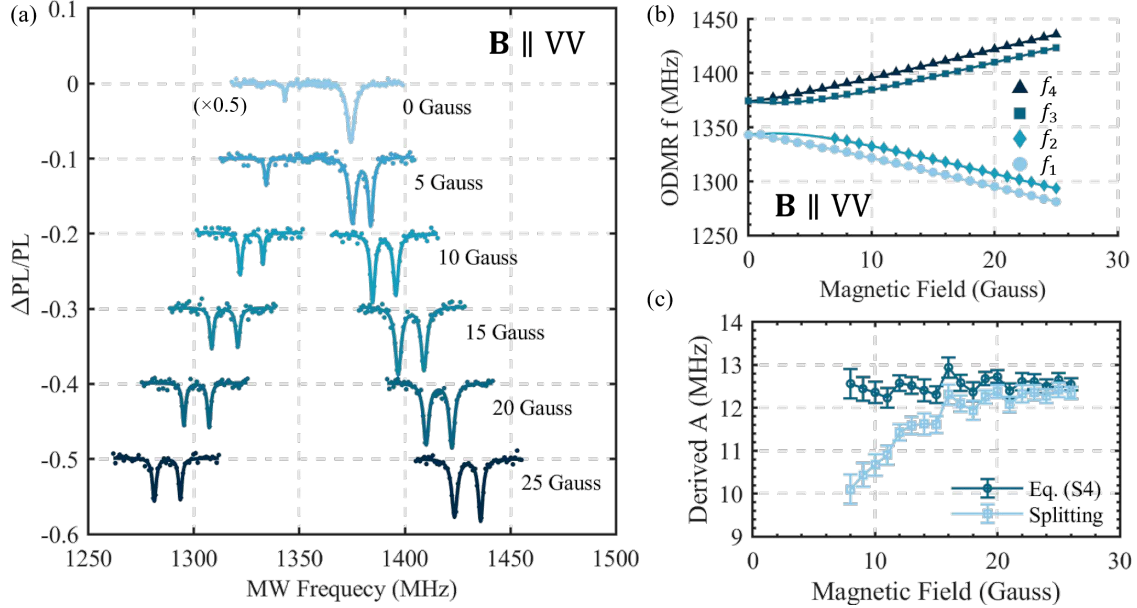 (a)
B ∥ VV
0
(×0.5)
0 Gauss
-0.1
5 Gauss
-0.2
10 Gauss
-0.3
15 Gauss
-0.4
20 Gauss
-0.5
25 Gauss
-0.6
ΔPL/PL
1250 1300 1350 1400 1450 1500
MW Frequecy (MHz)
(b)
1450
1400
1350
1300
1250
ODMR f (MHz)
f₄
f₃
f₂
f₁
B ∥ VV
0 10 20 30
Magnetic Field (Gauss)
(c)
14
13
12
11
10
9
Derived A (MHz)
Eq. (S4)
Splitting
0 10 20 30
Magnetic Field (Gauss)